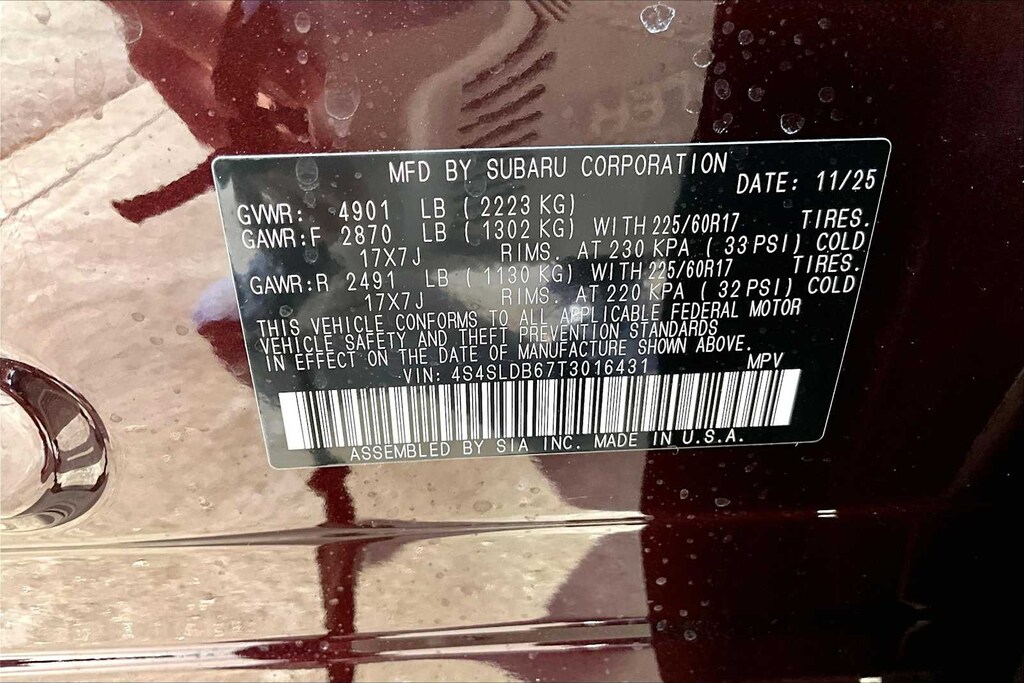 MFD BY SUBARU CORPORATION
DATE: 11/25
GVWR: 4901 LB ( 2223 KG)
GAWR:F 2870 LB ( 1302 KG) WITH 225/60R17 TIRES.
17X7J RIMS. AT 230 KPA ( 33 PSI) COLD
GAWR:R 2491 LB ( 1130 KG) WITH 225/60R17 TIRES.
17X7J RIMS. AT 220 KPA ( 32 PSI) COLD
THIS VEHICLE CONFORMS TO ALL APPLICABLE FEDERAL MOTOR
VEHICLE SAFETY AND THEFT PREVENTION STANDARDS
IN EFFECT ON THE DATE OF MANUFACTURE SHOWN ABOVE.
VIN: 4S4SLDB67T3016431 MPV
ASSEMBLED BY SIA INC. MADE IN U.S.A.